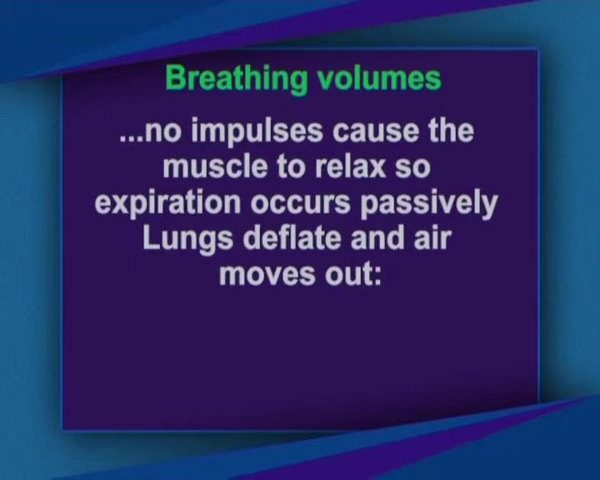 Breathing volumes
...no impulses cause the
muscle to relax so
expiration occurs passively
Lungs deflate and air
moves out: